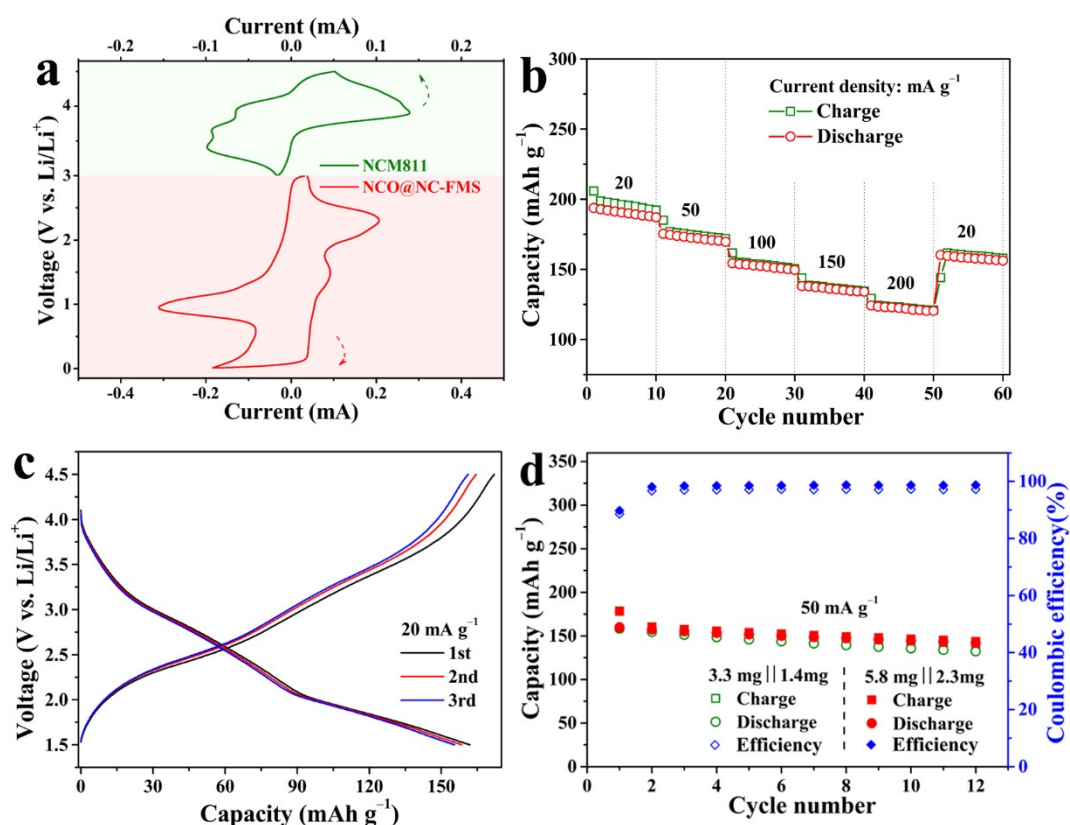 a
Current (mA)
-0.2 -0.1 0.0 0.1 0.2
Voltage (V vs. Li/Li⁺)
4
3
2
1
0
NCM811
NCO@NC-FMS
-0.4 -0.2 0.0 0.2 0.4
Current (mA)
b
Capacity (mAh g⁻¹)
300
250
200
150
100
Current density: mA g⁻¹
Charge
Discharge
20
50
100
150
200
20
0 10 20 30 40 50 60
Cycle number
c
Voltage (V vs. Li/Li⁺)
4.5
4.0
3.5
3.0
2.5
2.0
1.5
20 mA g⁻¹
1st
2nd
3rd
0 30 60 90 120 150
Capacity (mAh g⁻¹)
d
Capacity (mAh g⁻¹)
350
300
250
200
150
100
50
0
50 mA g⁻¹
3.3 mg||1.4mg
Charge
Discharge
Efficiency
5.8 mg||2.3mg
Charge
Discharge
Efficiency
100
80
60
40
20
0
Coulombic efficiency(%)
0 2 4 6 8 10 12
Cycle number